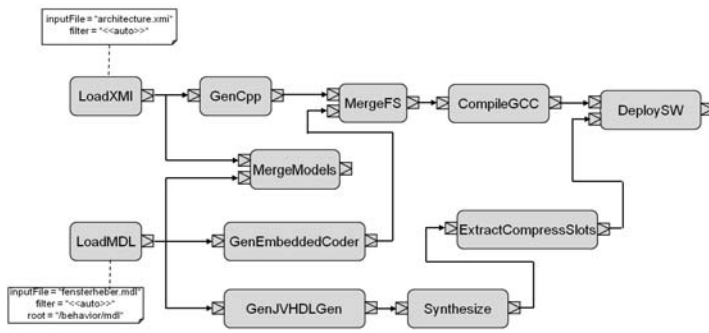 inputFile = "architecture.xmi"
filter = "<<auto>>"
LoadXMI
GenCpp
MergeFS
CompileGCC
DeploySW
MergeModels
LoadMDL
GenEmbeddedCoder
ExtractCompressSlots
inputFile = "fensterheber.mdl"
filter = "<<auto>>"
root = "/behavior/mdl"
GenJVHDLGen
Synthesize